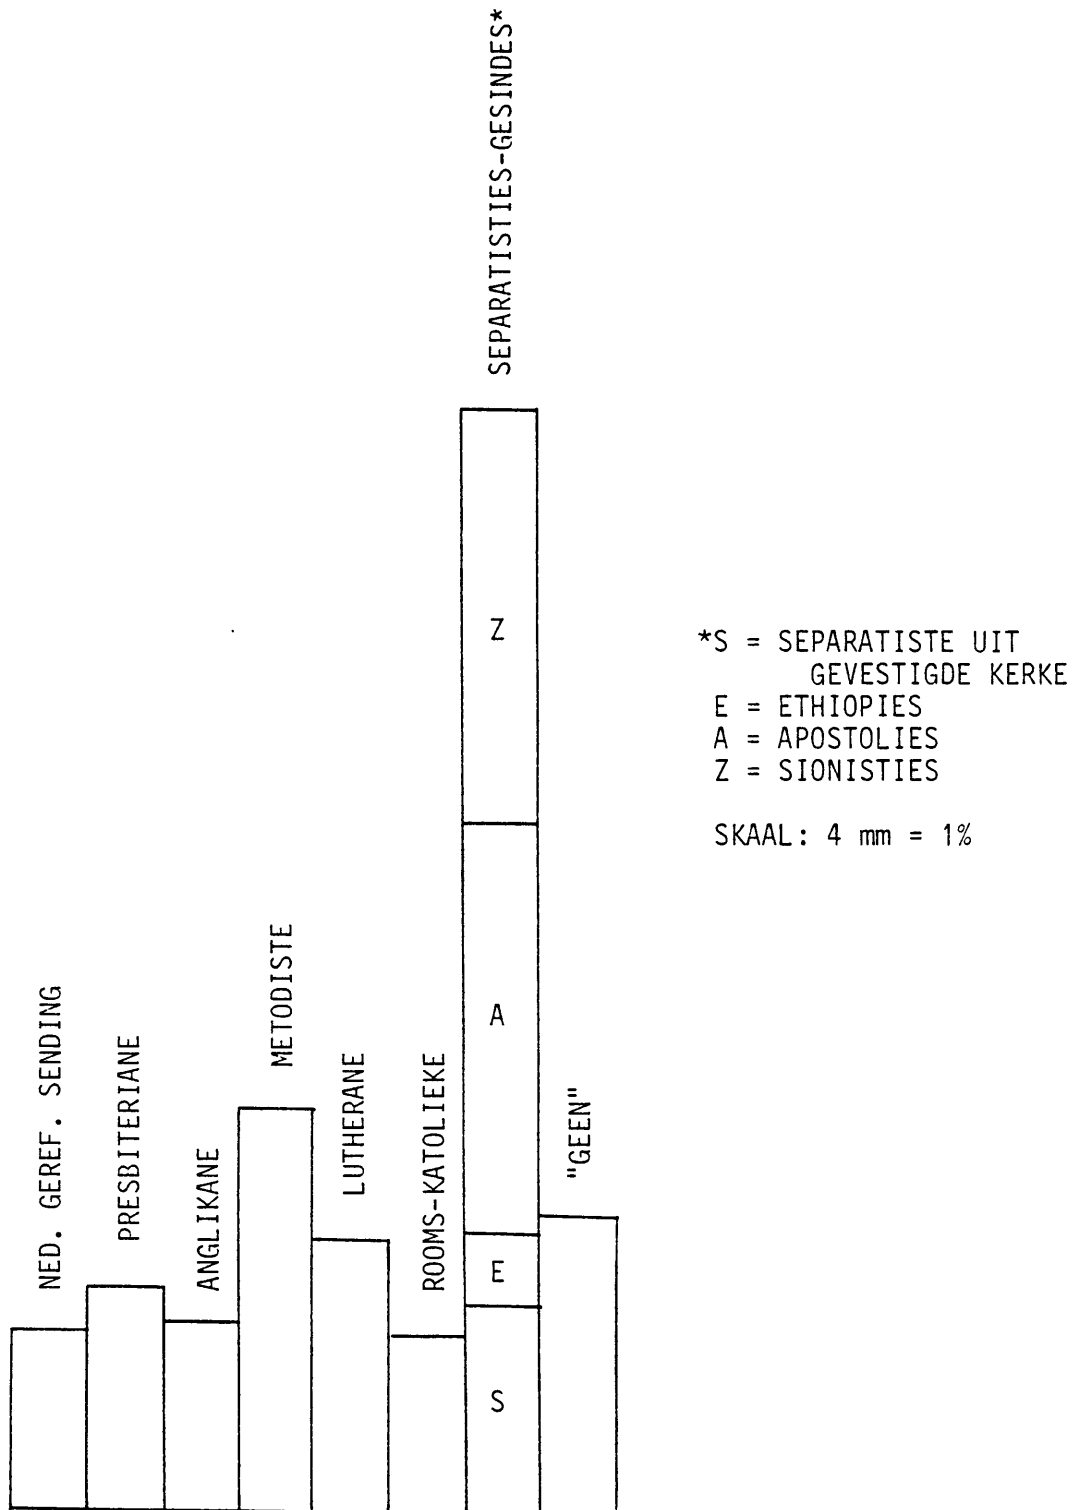 NED. GEREF. SENDING
PRESBITERIANE
ANGLIKANE
METODISTE
LUTHERANE
ROOMS-KATOLIEKE
SEPARATISTIES-GESINDES*
"GEEN"
Z
A
E
S
*S = SEPARATISTE UIT
GEVESTIGDE KERKE
E = ETHIOPIES
A = APOSTOLIES
Z = SIONISTIES
SKAAL: 4 mm = 1%